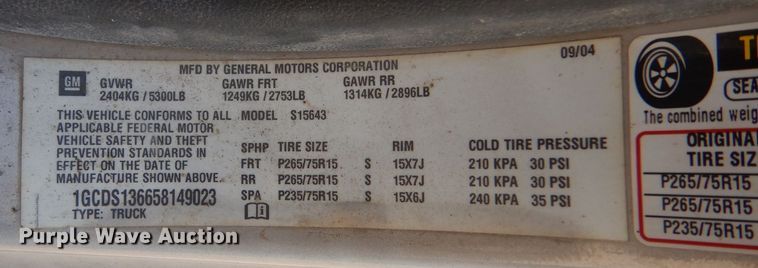 MFD BY GENERAL MOTORS CORPORATION
09/04
GM
GVWR GAWR FRT GAWR RR
2404KG / 5300LB 1249KG / 2753LB 1314KG / 2896LB
THIS VEHICLE CONFORMS TO ALL MODEL S15643
APPLICABLE FEDERAL MOTOR
VEHICLE SAFETY AND THEFT
PREVENTION STANDARDS IN
EFFECT ON THE DATE OF
MANUFACTURE SHOWN ABOVE.
1GCDS136658149023
TYPE: TRUCK
SPHP TIRE SIZE RIM COLD TIRE PRESSURE
FRT P265/75R15 S 15X7J 210 KPA 30 PSI
RR P265/75R15 S 15X7J 210 KPA 30 PSI
SPA P235/75R15 S 15X6J 240 KPA 35 PSI
The combined
ORIGINAL
TIRE SIZ
P265/75R15
P265/75R15
P235/75R15
Purple Wave Auction